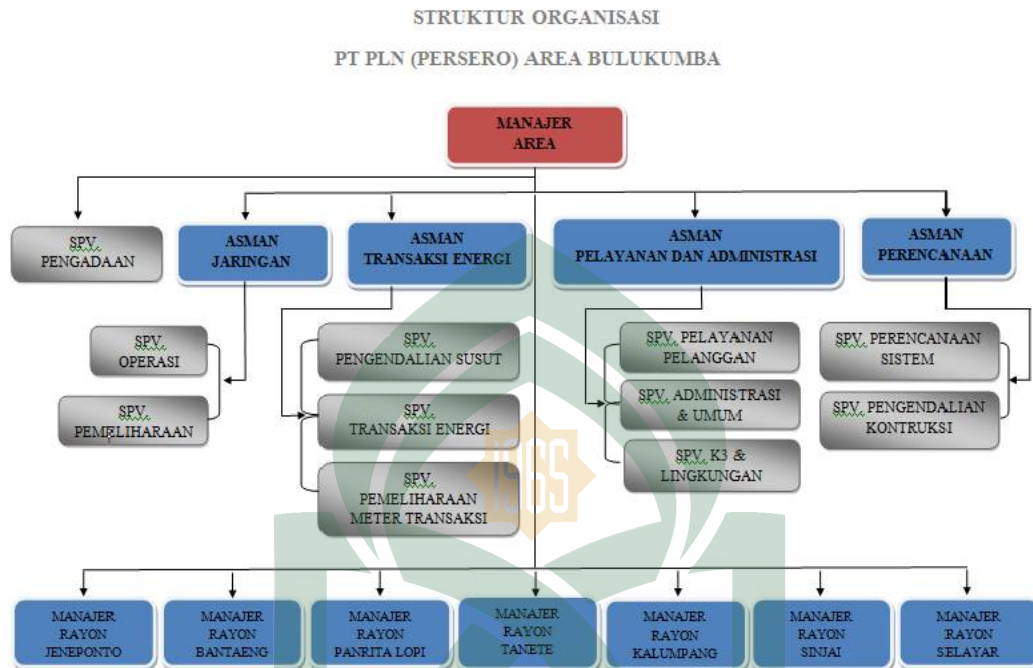 STRUKTUR ORGANISASI
PT PLN (PERSERO) AREA BULUKUMBA
MANAJER
AREA
SPV.
PENGADAAN
ASMAN
JARINGAN
ASMAN
TRANSAKSI ENERGI
ASMAN
PELAYANAN DAN ADMINISTRASI
ASMAN
PERENCANAAN
SPV.
OPERASI
SPV.
PEMELIHARAAN
SPV.
PENGENDALIAN SUSUT
SPV.
TRANSAKSI ENERGI
SPV.
PEMELIHARAAN
METER TRANSAKSI
SPV. PELAYANAN
PELANGGAN
SPV. ADMINISTRASI
& UMUM
SPV. K3 &
LINGKUNGAN
SPV. PERENCANAAN
SISTEM
SPV. PENGENDALIAN
KONTRUKSI
1965
MANAJER
RAYON
JENEPONTO
MANAJER
RAYON
BANTAENG
MANAJER
RAYON
PANRITA LOPI
MANAJER
RAYON
TANETE
MANAJER
RAYON
KALUMPANG
MANAJER
RAYON
SINJAI
MANAJER
RAYON
SELAYAR